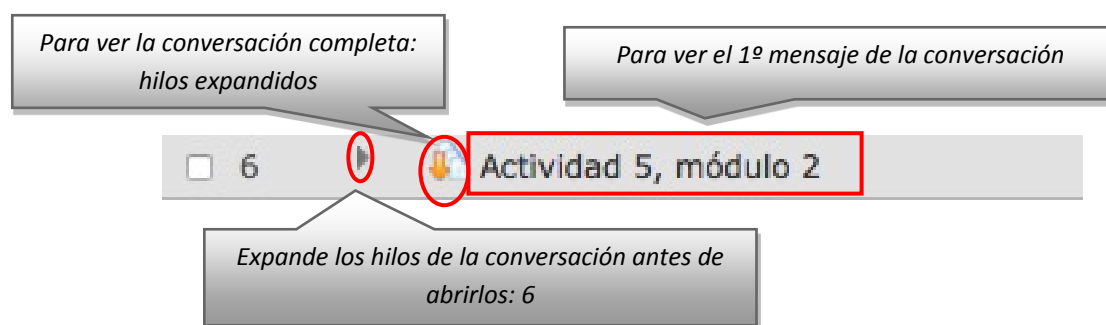 Para ver la conversación completa:
hilos expandidos
Para ver el 1º mensaje de la conversación
6
Actividad 5, módulo 2
Expande los hilos de la conversación antes de
abrirlos: 6